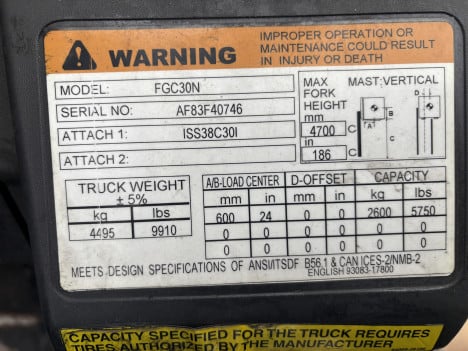 WARNING
IMPROPER OPERATION OR
MAINTENANCE COULD RESULT
IN INJURY OR DEATH
MODEL: FGC30N
SERIAL NO: AF83F40746
ATTACH 1: ISS38C30I
ATTACH 2:
MAX
FORK
HEIGHT
mm
4700
in
186
MAST:VERTICAL
D
C
A
B
C
TRUCK WEIGHT
± 5%
kg lbs
4495 9910
A/B-LOAD CENTER D-OFFSET CAPACITY
mm in mm in kg lbs
600 24 0 0 2600 5750
0 0 0 0 0 0
0 0 0 0 0 0
MEETS DESIGN SPECIFICATIONS OF ANSI/ITSDF B56.1 & CAN ICES-2/NMB-2
ENGLISH 93083-17800
CAPACITY SPECIFIED FOR THE TRUCK REQUIRES
TIRES AUTHORIZED BY THE MANUFACTURER